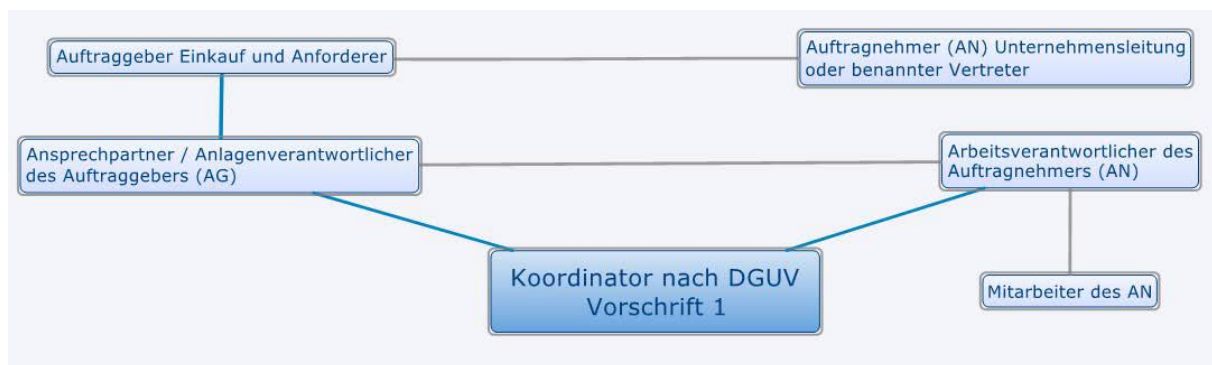 Auftraggeber Einkauf und Anforderer
Auftragnehmer (AN) Unternehmensleitung
oder benannter Vertreter
Ansprechpartner / Anlagenverantwortlicher
des Auftraggebers (AG)
Arbeitsverantwortlicher des
Auftragnehmers (AN)
Koordinator nach DGUV
Vorschrift 1
Mitarbeiter des AN